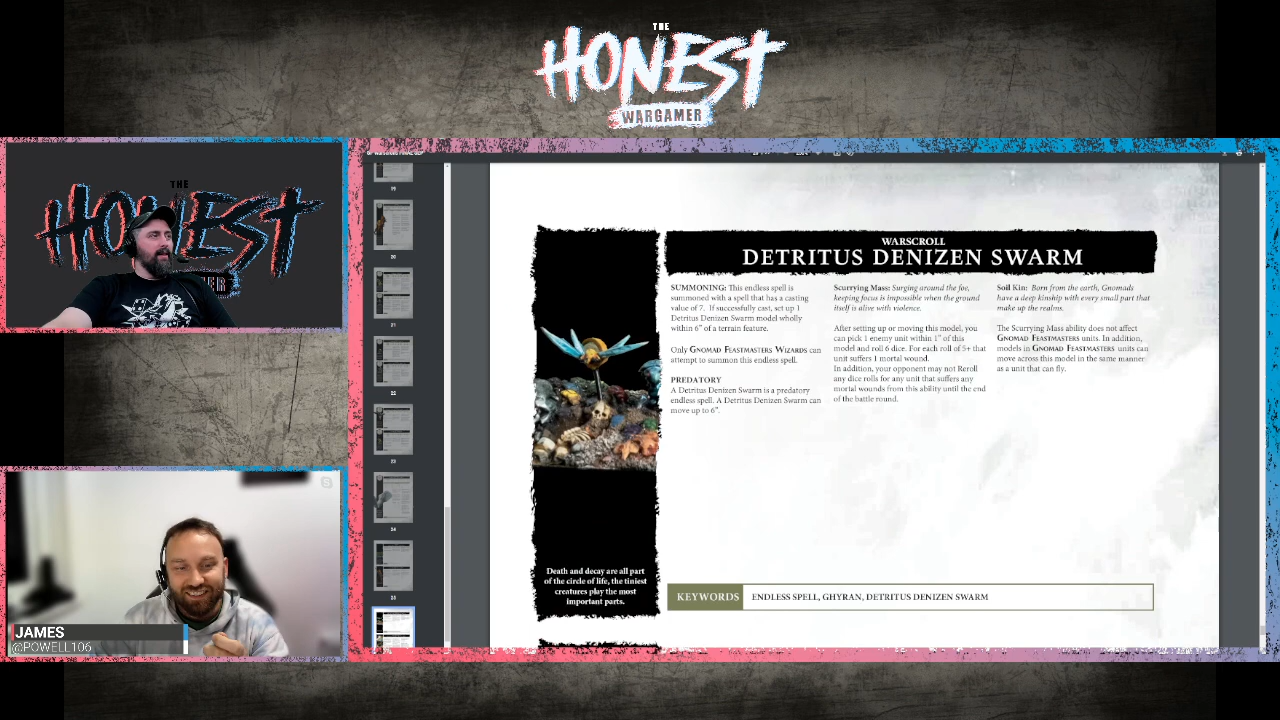 THE
HONEST
WARGAMER
THE
HONEST
19
20
21
22
23
24
25
WARSCROLL
DETRITUS DENIZEN SWARM
SUMMONING: This endless spell is
summoned with a spell that has a casting
value of 7. If successfully cast, set up 1
Detritus Denizen Swarm model wholly
within 6" of a terrain feature.
Only GNOMAD FEASTMASTERS WIZARDS can
attempt to summon this endless spell.
PREDATORY
A Detritus Denizen Swarm is a predatory
endless spell. A Detritus Denizen Swarm can
move up to 6".
Scurrying Mass: Surging around the foe,
keeping focus is impossible when the ground
itself is alive with violence.
After setting up or moving this model, you
can pick 1 enemy unit within 1" of this
model and roll 6 dice. For each roll of 5+ that
unit suffers 1 mortal wound.
In addition, your opponent may not Reroll
any dice rolls for any unit that suffers any
mortal wounds from this ability until the end
of the battle round.
Soil Kin: Born from the earth, Gnomads
have a deep kinship with every small part that
make up the realms.
The Scurrying Mass ability does not affect
GNOMAD FEASTMASTERS units. In addition,
models in GNOMAD FEASTMASTERS units can
move across this model in the same manner
as a unit that can fly.
Death and decay are all part
of the circle of life, the tiniest
creatures play the most
important parts.
KEYWORDS ENDLESS SPELL, GHYRAN, DETRITUS DENIZEN SWARM
JAMES
@POWELL106